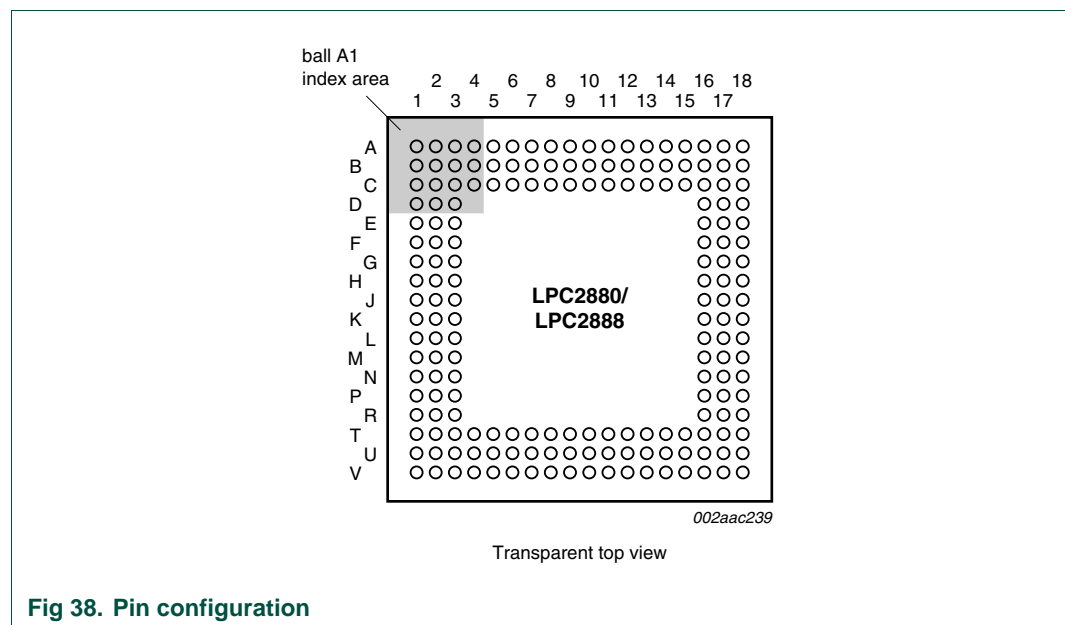 ball A1
index area
2 4 6 8 10 12 14 16 18
1 3 5 7 9 11 13 15 17
A
B
C
D
E
F
G
H
J
K
L
M
N
P
R
T
U
V
LPC2880/
LPC2888
002aac239
Transparent top view
Fig 38. Pin configuration